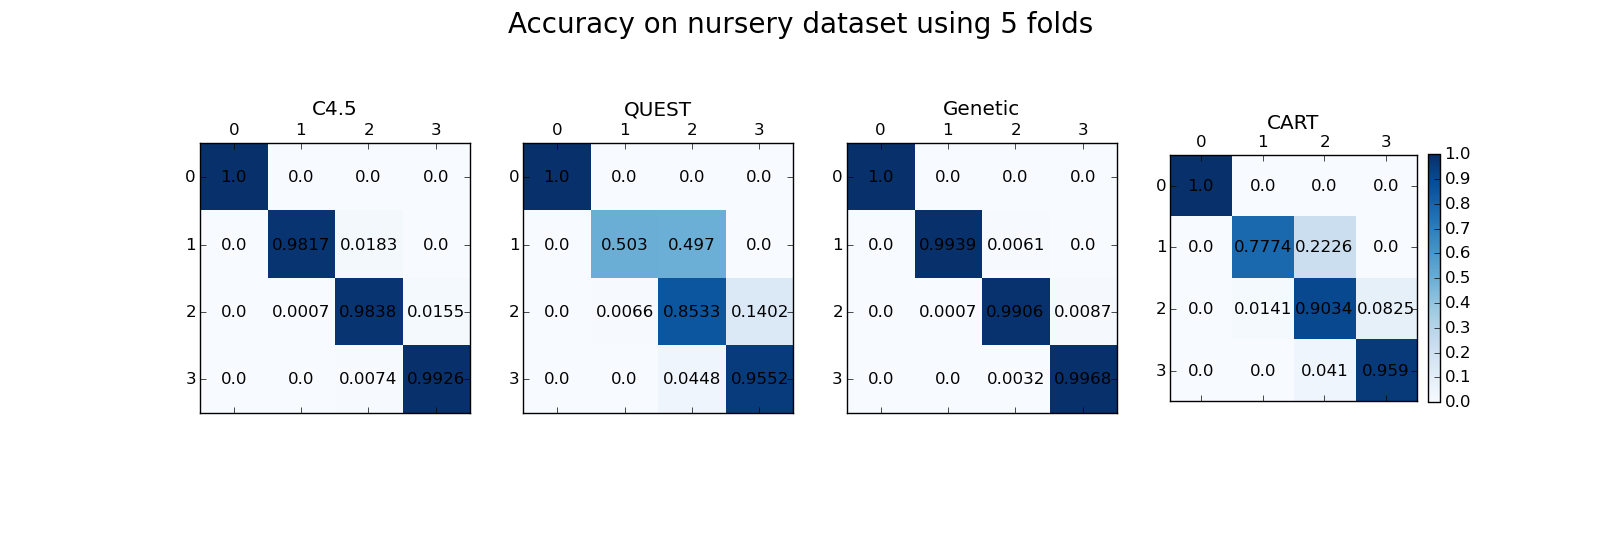 Accuracy on nursery dataset using 5 folds
C4.5
0 1 2 3
0 1.0 0.0 0.0 0.0
1 0.0 0.9817 0.0183 0.0
2 0.0 0.0007 0.9838 0.0155
3 0.0 0.0 0.0074 0.9926
QUEST
0 1 2 3
0 1.0 0.0 0.0 0.0
1 0.0 0.503 0.497 0.0
2 0.0 0.0066 0.8533 0.1402
3 0.0 0.0 0.0448 0.9552
Genetic
0 1 2 3
0 1.0 0.0 0.0 0.0
1 0.0 0.9939 0.0061 0.0
2 0.0 0.0007 0.9906 0.0087
3 0.0 0.0 0.0032 0.9968
CART
0 1 2 3
0 1.0 0.0 0.0 0.0
1 0.0 0.7774 0.2226 0.0
2 0.0 0.0141 0.9034 0.0825
3 0.0 0.0 0.041 0.959
1.0
0.9
0.8
0.7
0.6
0.5
0.4
0.3
0.2
0.1
0.0